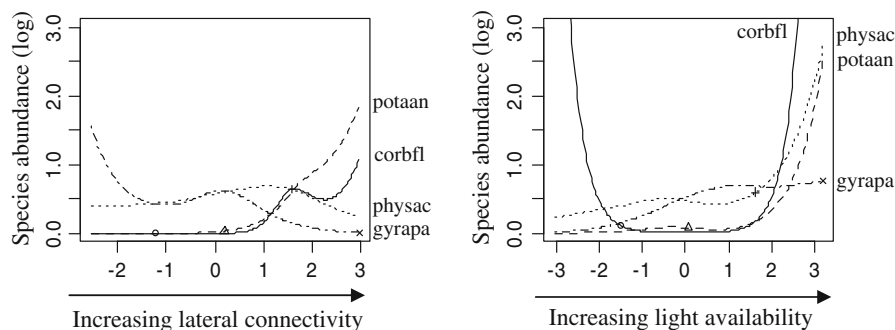 Species abundance (log)
3.0
2.0
1.0
0.0
-2
-1
0
1
2
3
potaan
corbfl
physac
gyrapa
Increasing lateral connectivity
Species abundance (log)
3.0
2.0
1.0
0.0
-3
-2
-1
0
1
2
3
corbfl
physac
potaan
gyrapa
Increasing light availability